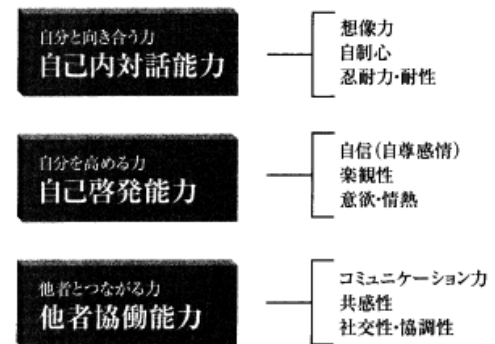 自分と向き合う力
自己内対話能力
想像力
自制心
忍耐力・耐性
自分を高める力
自己啓発能力
自信（自尊感情）
楽観性
意欲・情熱
他者とつながる力
他者協働能力
コミュニケーション力
共感性
社交性・協調性